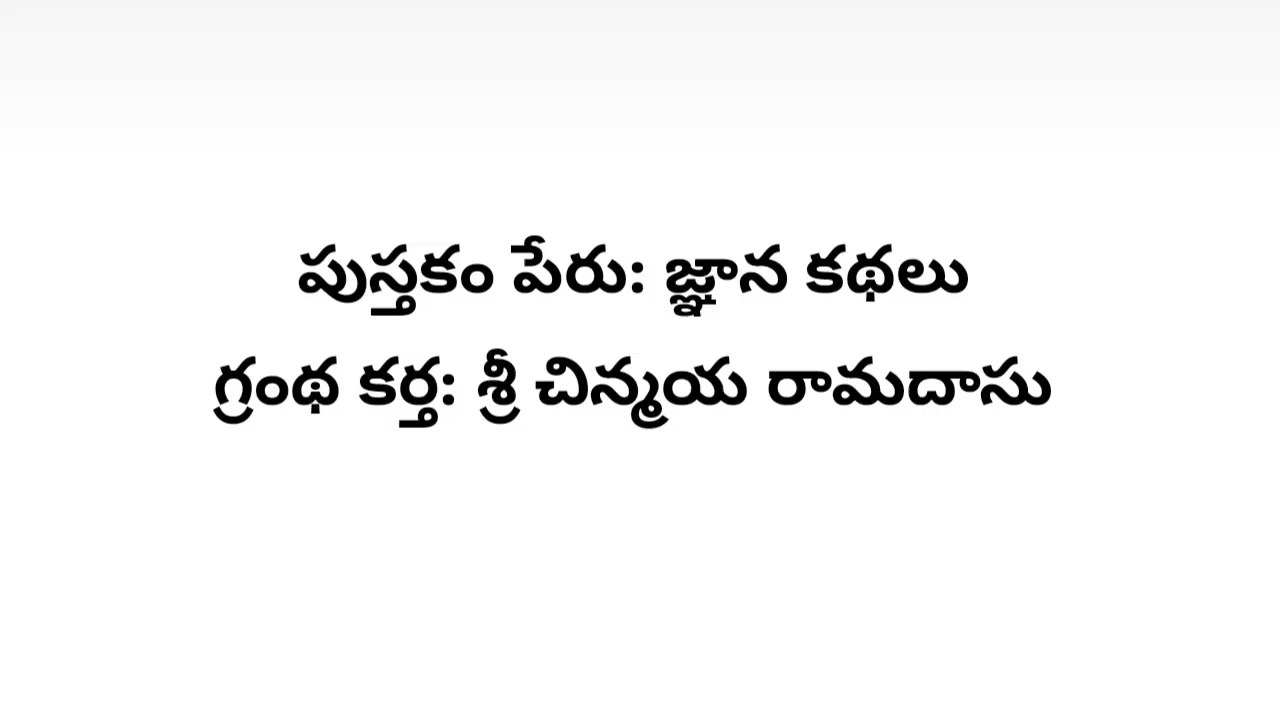 పుస్తకం పేరు: జ్ఞాన కథలు
గ్రంథ కర్త: శ్రీ చిన్మయ రామదాసు